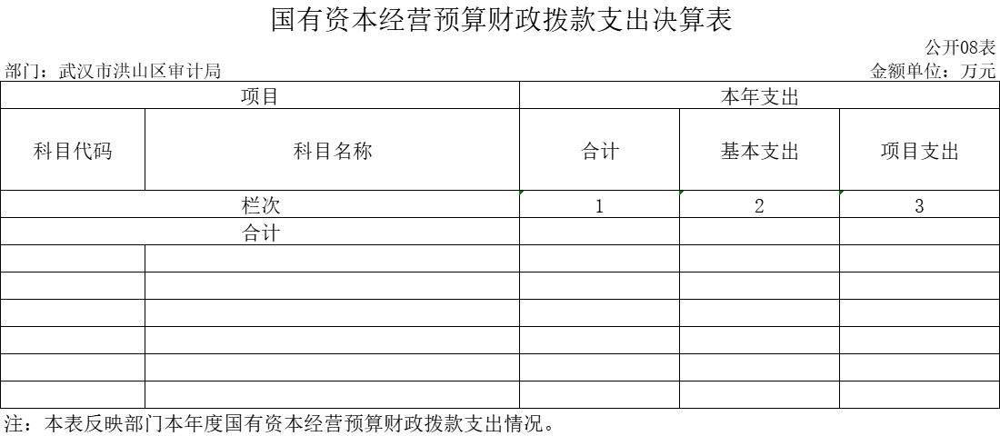 国有资本经营预算财政拨款支出决算表
公开08表
部门：武汉市洪山区审计局 金额单位：万元
项目 本年支出
科目代码 科目名称 合计 基本支出 项目支出
栏次 1 2 3
合计
注：本表反映部门本年度国有资本经营预算财政拨款支出情况。